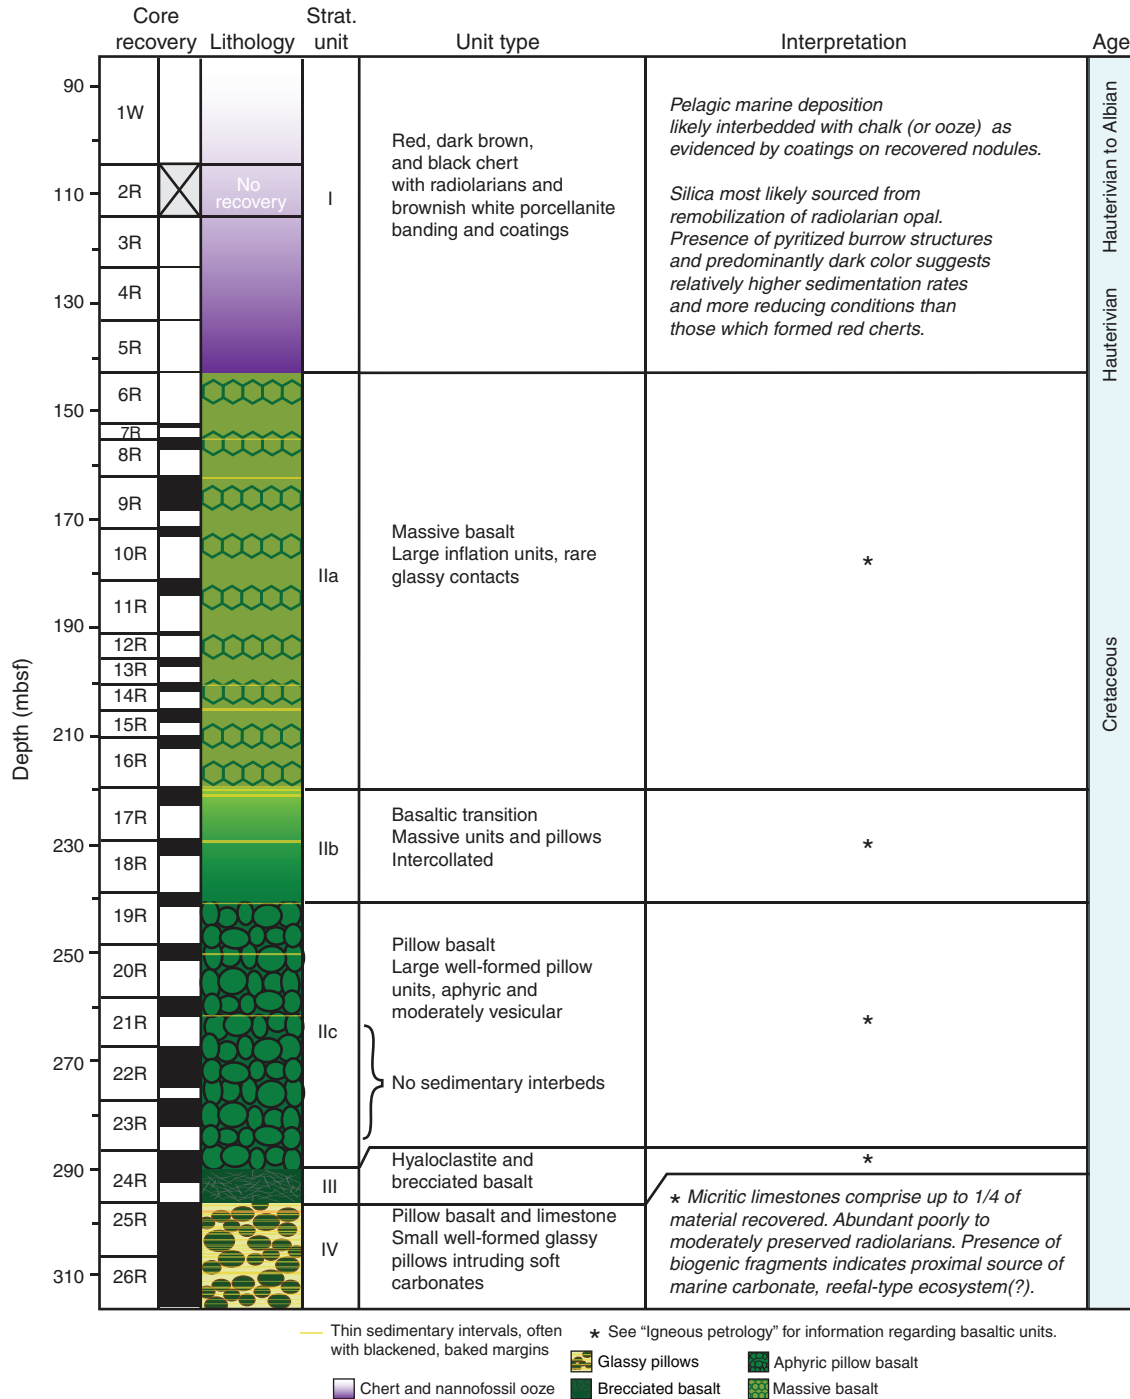 Core recovery
Lithology
Strat. unit
Unit type
Interpretation
Age
Depth (mbsf)
90
110
130
150
170
190
210
230
250
270
290
310
1W
2R
3R
4R
5R
6R
7R
8R
9R
10R
11R
12R
13R
14R
15R
16R
17R
18R
19R
20R
21R
22R
23R
24R
25R
26R
No
recovery
I
Red, dark brown,
and black chert
with radiolarians and
brownish white porcellanite
banding and coatings
Pelagic marine deposition
likely interbedded with chalk (or ooze) as
evidenced by coatings on recovered nodules.
Silica most likely sourced from
remobilization of radiolarian opal.
Presence of pyritized burrow structures
and predominantly dark color suggests
relatively higher sedimentation rates
and more reducing conditions than
those which formed red cherts.
Hauterivian to Albian
Hauterivian
Cretaceous
IIa
Massive basalt
Large inflation units, rare
glassy contacts
*
IIb
Basaltic transition
Massive units and pillows
Intercollated
*
IIc
Pillow basalt
Large well-formed pillow
units, aphyric and
moderately vesicular
No sedimentary interbeds
*
III
Hyaloclastite and
brecciated basalt
*
IV
Pillow basalt and limestone
Small well-formed glassy
pillows intruding soft
carbonates
* Micritic limestones comprise up to 1/4 of
material recovered. Abundant poorly to
moderately preserved radiolarians. Presence of
biogenic fragments indicates proximal source of
marine carbonate, reefal-type ecosystem(?).
Thin sedimentary intervals, often
with blackened, baked margins
* See “Igneous petrology” for information regarding basaltic units.
Glassy pillows
Aphyric pillow basalt
Chert and nannofossil ooze
Brecciated basalt
Massive basalt